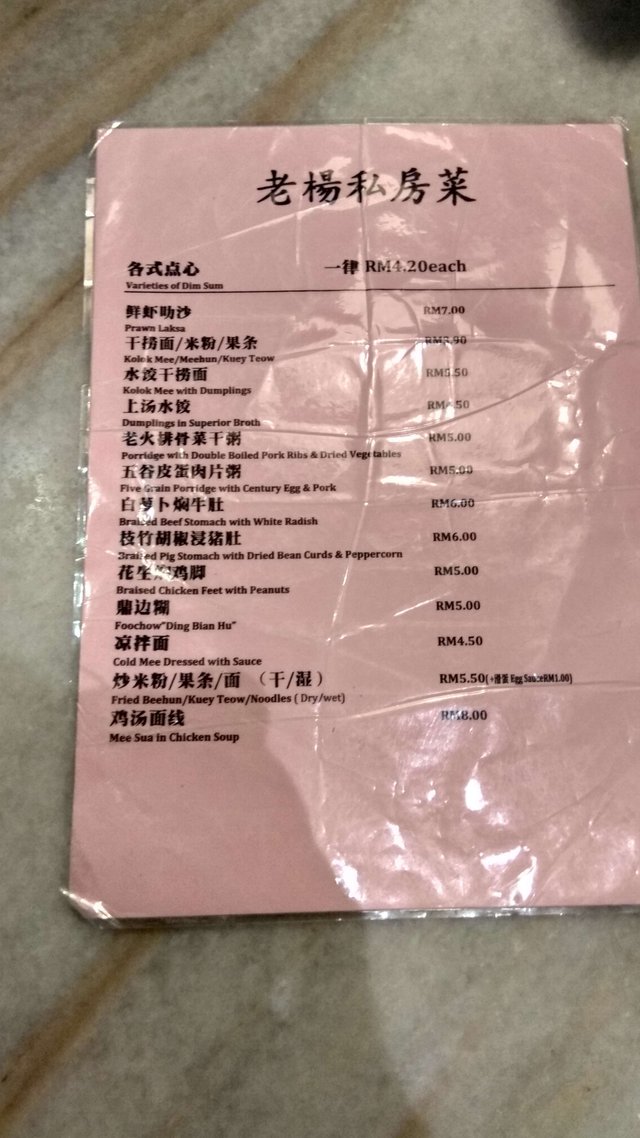 老楊私房菜
各式点心 一律 RM4.20each
Varieties of Dim Sum
鲜虾叻沙 RM7.00
Prawn Laksa
干捞面/米粉/果条
Kolok Mee/Meehun/Kuey Teow
水饺干捞面
Kolok Mee with Dumplings
上汤水饺
Dumplings in Superior Broth
老火排骨菜干粥 RM5.00
Porridge with Double Boiled Pork Ribs & Dried Vegetables
五谷皮蛋肉片粥 RM5.00
Five Grain Porridge with Century Egg & Pork
白萝卜焖牛肚 RM6.00
Braised Beef Stomach with White Radish
枝竹胡椒浸猪肚 RM6.00
Braised Pig Stomach with Dried Bean Curds & Peppercorn
花生焖鸡脚 RM5.00
Braised Chicken Feet with Peanuts
鼎边糊 RM5.00
Foochow"Ding Bian Hu"
凉拌面 RM4.50
Cold Mee Dressed with Sauce
炒米粉/果条/面 （干/湿） RM5.50(+滑蛋 Egg SauceRM1.00)
Fried Beehun/Kuey Teow/Noodles ( Dry/wet)
鸡汤面线 RM8.00
Mee Sua in Chicken Soup